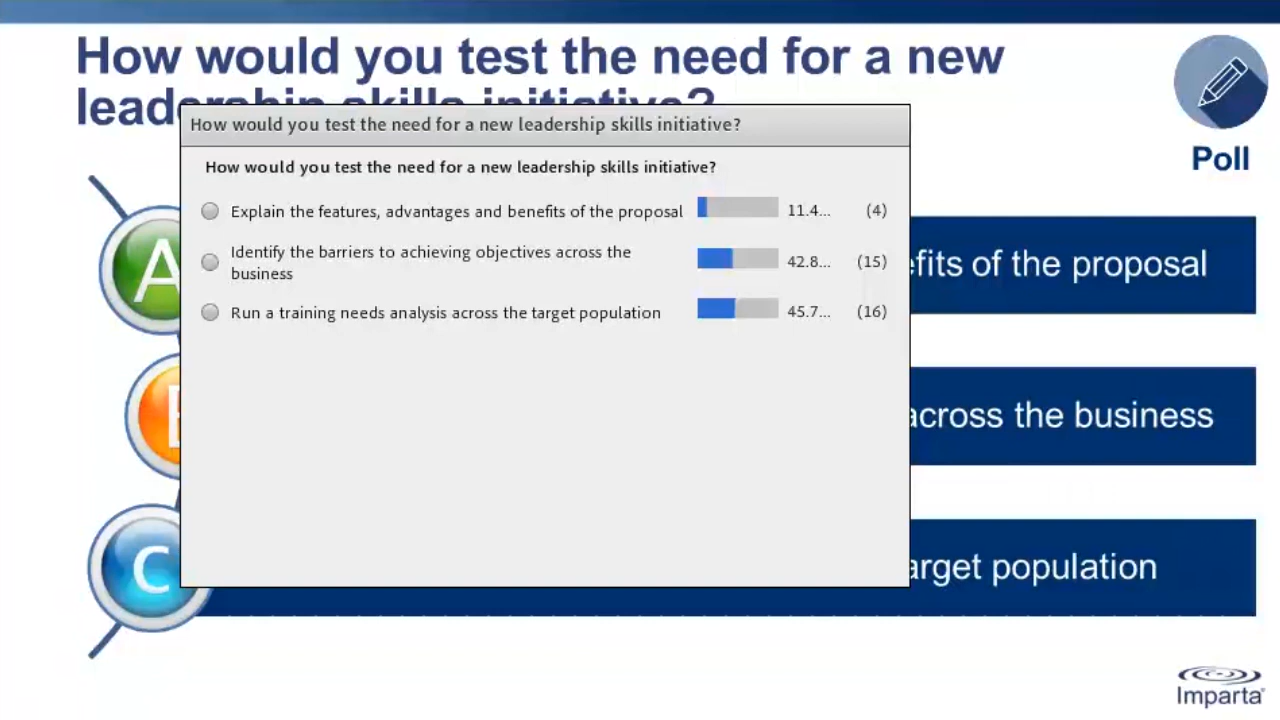 How would you test the need for a new
leadership skills initiative?
Poll
How would you test the need for a new leadership skills initiative?
How would you test the need for a new leadership skills initiative?
Explain the features, advantages and benefits of the proposal 11.4... (4)
Identify the barriers to achieving objectives across the
business 42.8... (15)
Run a training needs analysis across the target population 45.7... (16)
A
efits of the proposal
B
across the business
C
arget population
Imparta